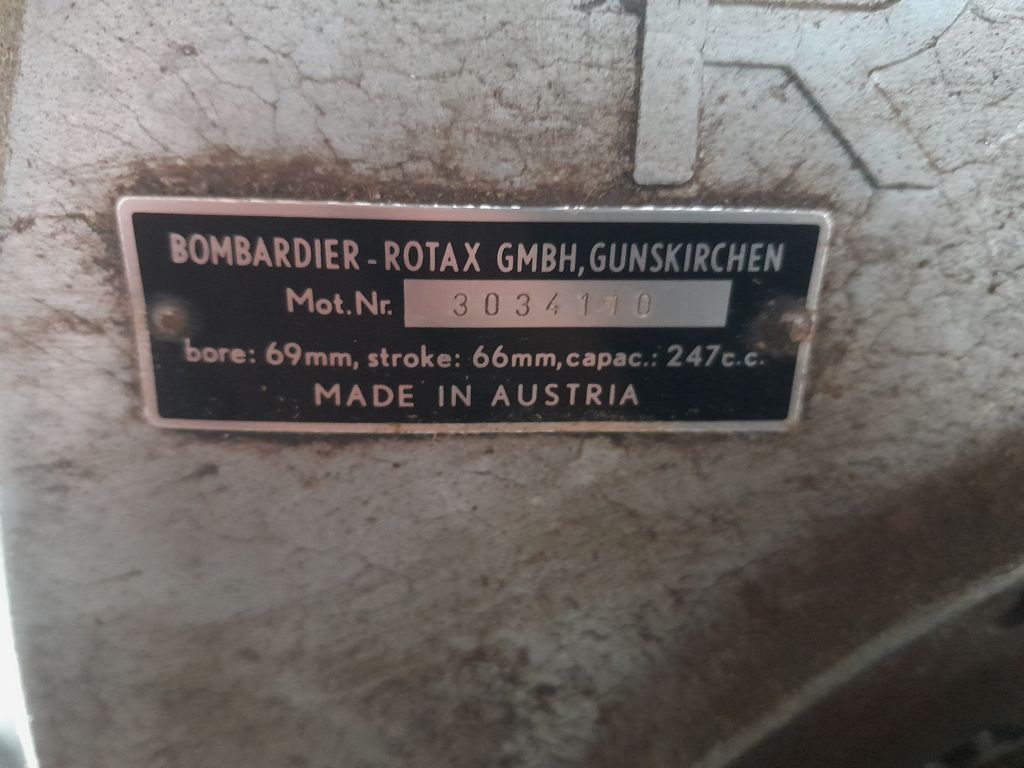 R
BOMBARDIER-ROTAX GMBH, GUNSKIRCHEN
Mot.Nr. 3034110
bore: 69mm, stroke: 66mm, capac.: 247c.c.
MADE IN AUSTRIA